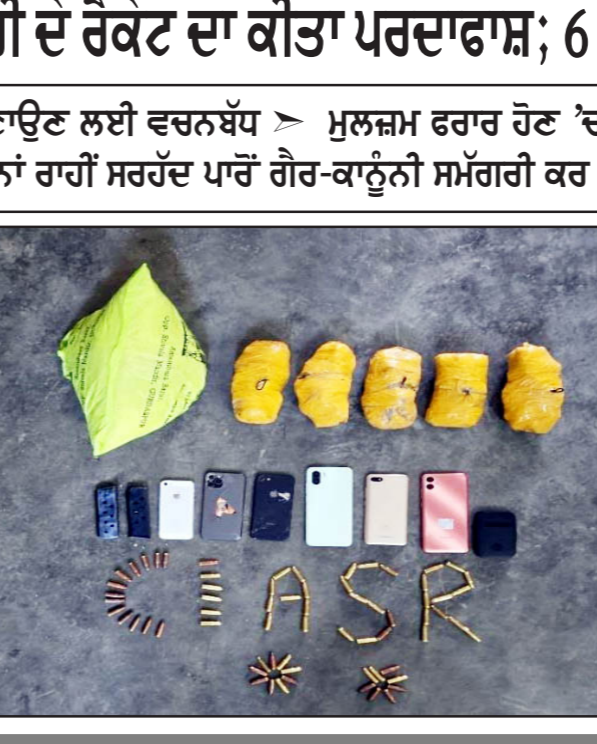 ਦੇ ਰੈਕੇਟ ਦਾ ਕੀਤਾ ਪਰਦਾਫਾਸ਼; 6
ਲਈ ਵਚਨਬੱਧ ➣ ਮੁਲਜ਼ਮ ਫਰਾਰ ਹੋਣ ’ਚ
ਰਾਹੀਂ ਸਰਹੱਦ ਪਾਰੋਂ ਗੈਰ-ਕਾਨੂੰਨੀ ਸਮੱਗਰੀ ਕਰ
CI ASR